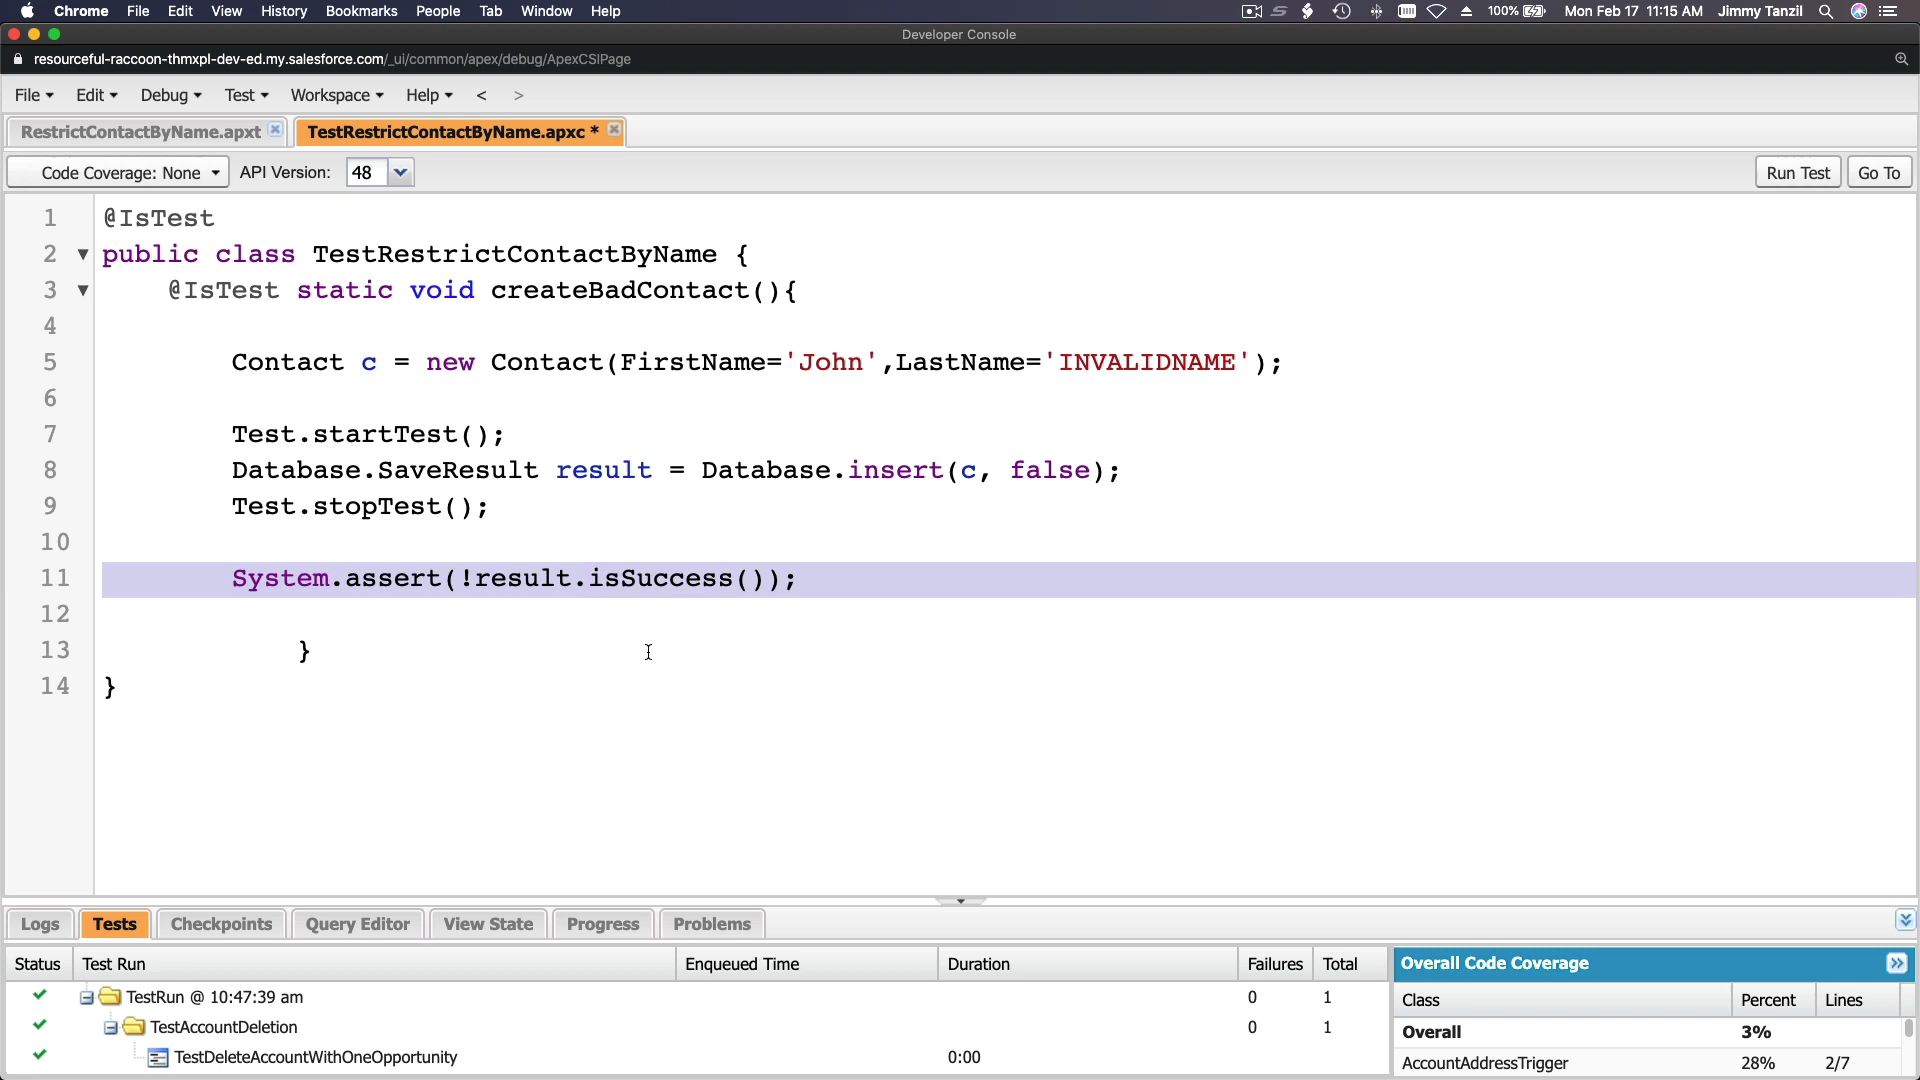 Chrome File Edit View History Bookmarks People Tab Window Help 100% Mon Feb 17 11:15 AM Jimmy Tanzil
Developer Console
resourceful-raccoon-thmxpl-dev-ed.my.salesforce.com/_ui/common/apex/debug/ApexCSIPage
File Edit Debug Test Workspace Help < >
RestrictContactByName.apxt TestRestrictContactByName.apxc *
Code Coverage: None API Version: 48 Run Test Go To
1 @IsTest
2 public class TestRestrictContactByName {
3 @IsTest static void createBadContact(){
4
5 Contact c = new Contact(FirstName='John',LastName='INVALIDNAME');
6
7 Test.startTest();
8 Database.SaveResult result = Database.insert(c, false);
9 Test.stopTest();
10
11 System.assert(!result.isSuccess());
12
13 }
14 }
Logs Tests Checkpoints Query Editor View State Progress Problems
Status Test Run Enqueued Time Duration Failures Total Overall Code Coverage
TestRun @ 10:47:39 am 0 1 Class Percent Lines
TestAccountDeletion 0 1 Overall 3%
TestDeleteAccountWithOneOpportunity 0:00 AccountAddressTrigger 28% 2/7